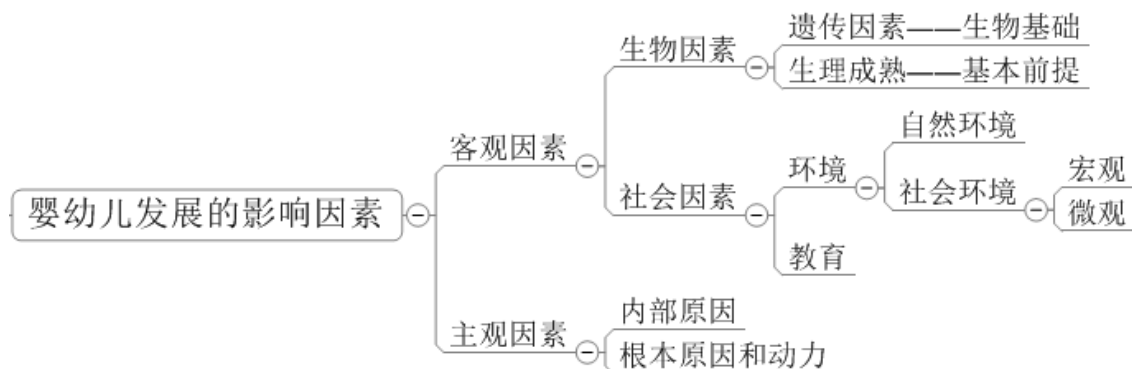 婴幼儿发展的影响因素
客观因素
生物因素
遗传因素——生物基础
生理成熟——基本前提
社会因素
环境
自然环境
社会环境
宏观
微观
教育
主观因素
内部原因
根本原因和动力